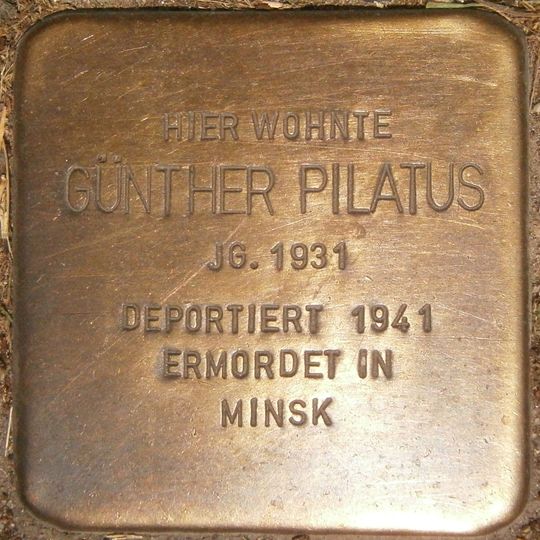 HIER WOHNTE
GÜNTHER PILATUS
JG. 1931
DEPORTIERT 1941
ERMORDET IN
MINSK